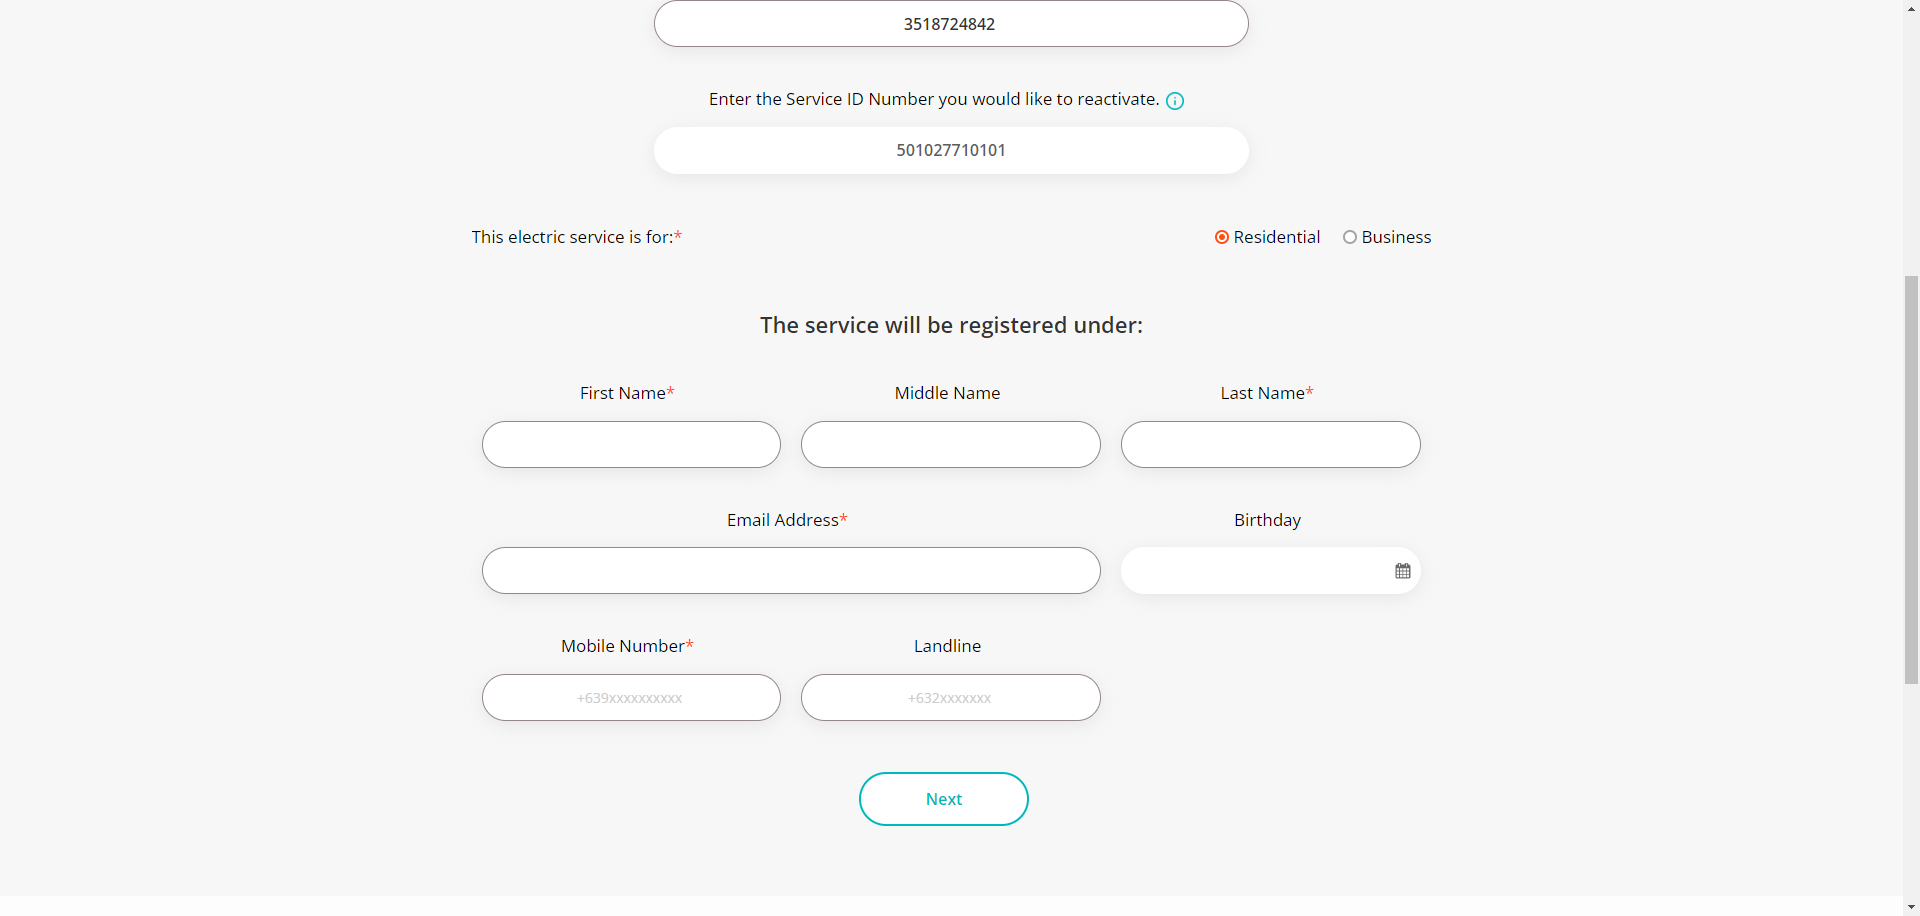 3518724842
Enter the Service ID Number you would like to reactivate.
501027710101
This electric service is for:* Residential Business
The service will be registered under:
First Name* Middle Name Last Name*
Email Address* Birthday
Mobile Number* Landline
+639xxxxxxxxxx +632xxxxxxx
Next